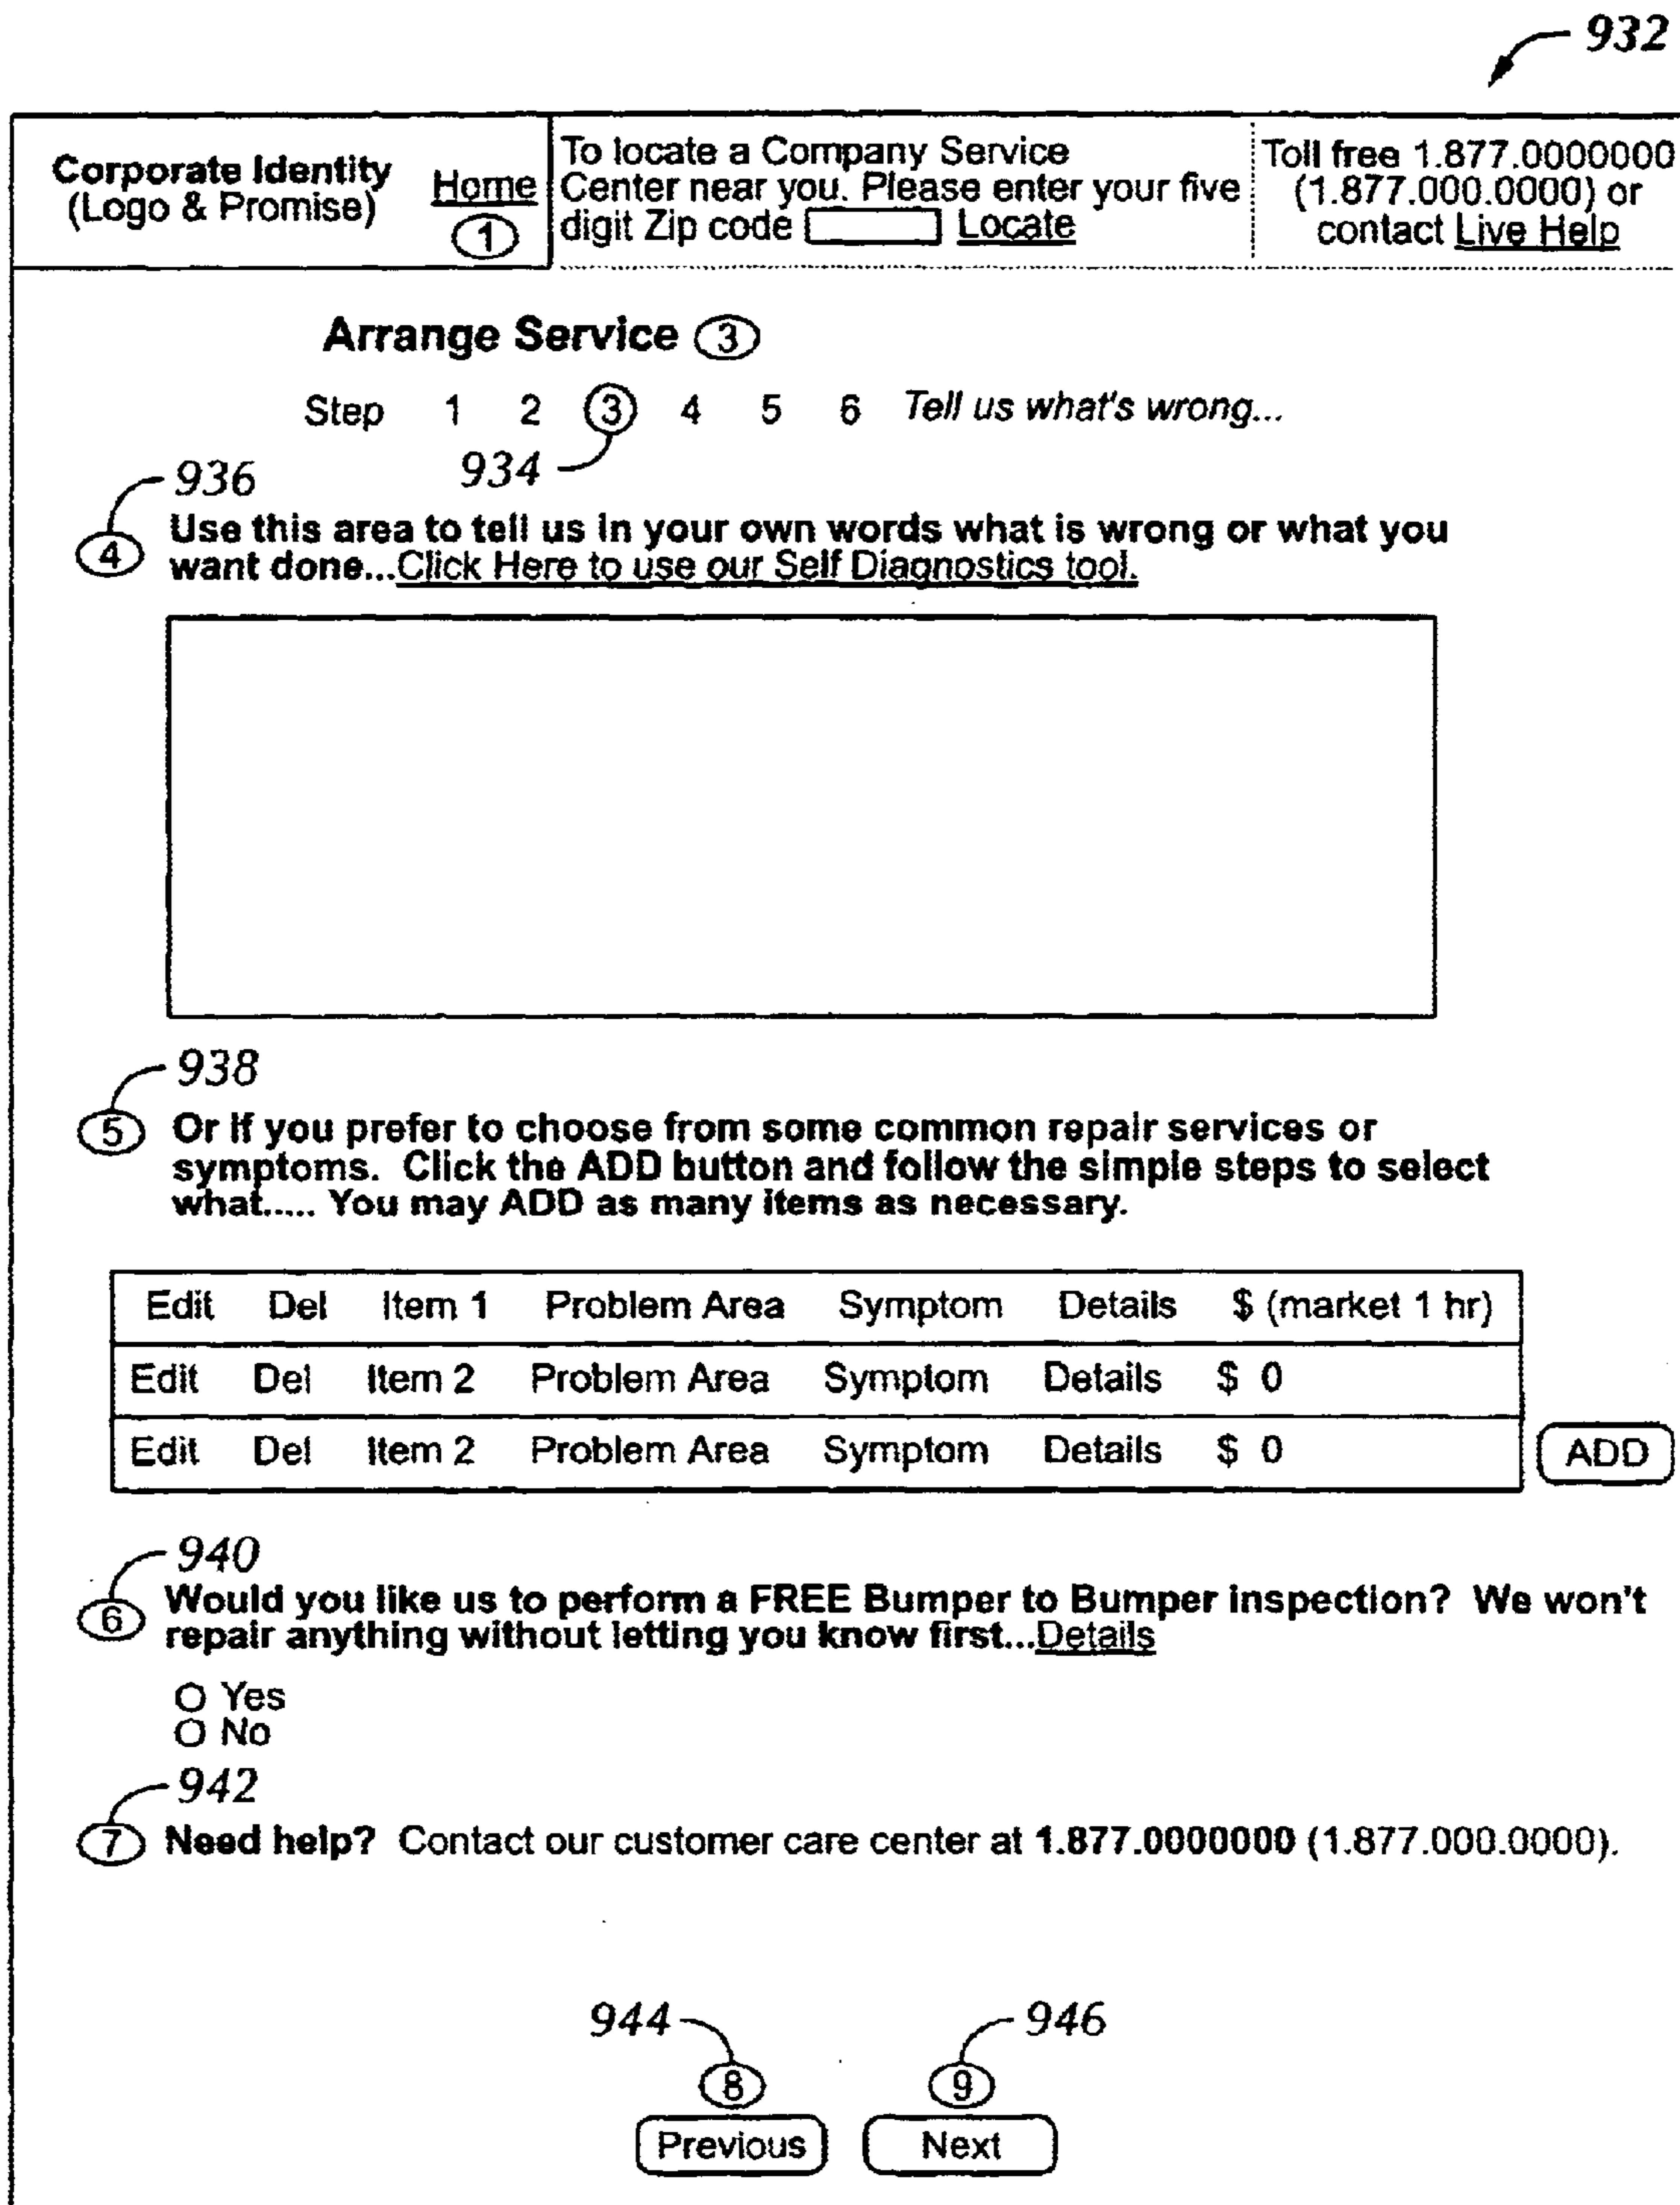 932
Corporate Identity
(Logo & Promise)
Home
1
To locate a Company Service
Center near you. Please enter your five
digit Zip code Locate
Toll free 1.877.0000000
(1.877.000.0000) or
contact Live Help
Arrange Service 3
Step 1 2 3 4 5 6 Tell us what's wrong...
934
936
4 Use this area to tell us in your own words what is wrong or what you
want done...Click Here to use our Self Diagnostics tool.
938
5 Or if you prefer to choose from some common repair services or
symptoms. Click the ADD button and follow the simple steps to select
what..... You may ADD as many items as necessary.
Edit Del Item 1 Problem Area Symptom Details $ (market 1 hr)
Edit Del Item 2 Problem Area Symptom Details $ 0
Edit Del Item 2 Problem Area Symptom Details $ 0
ADD
940
6 Would you like us to perform a FREE Bumper to Bumper inspection? We won't
repair anything without letting you know first...Details
Yes
No
942
7 Need help? Contact our customer care center at 1.877.0000000 (1.877.000.0000).
944 946
8 9
Previous Next